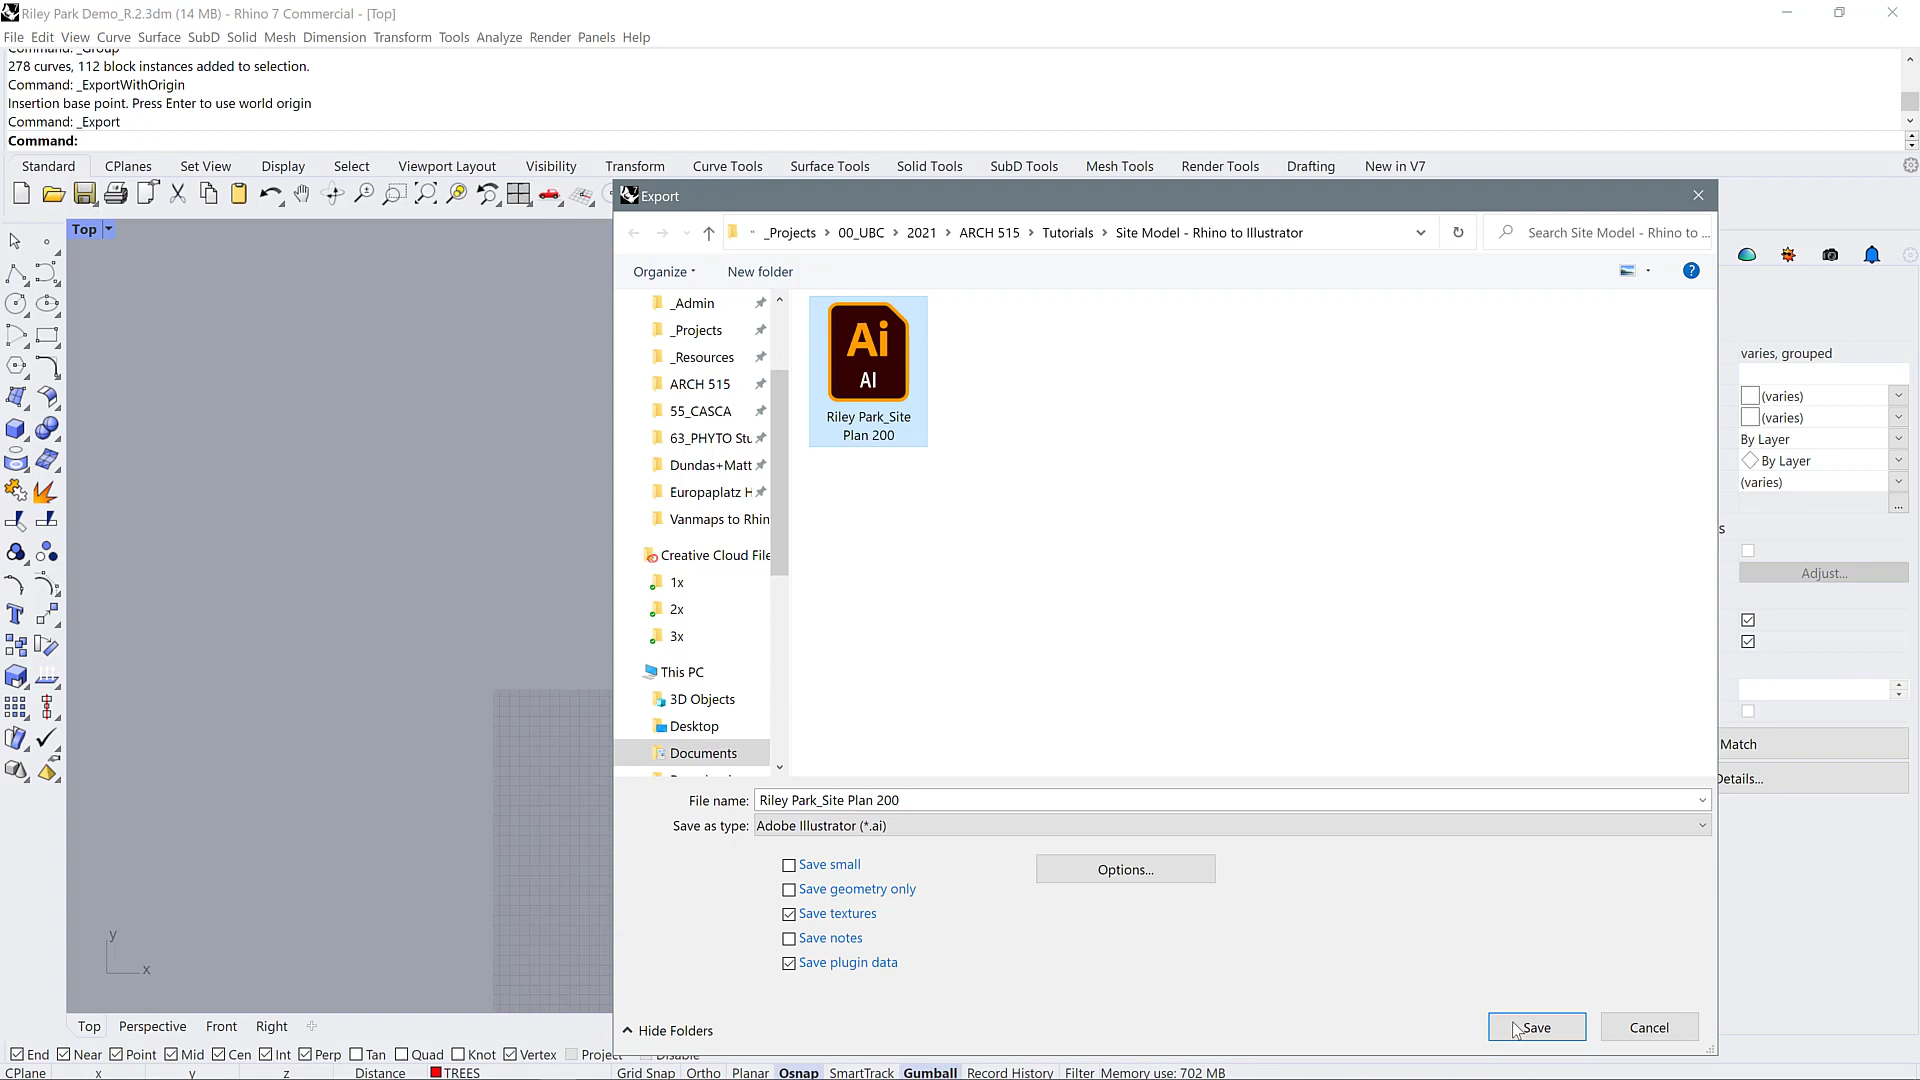 Riley Park Demo_R.2.3dm (14 MB) - Rhino 7 Commercial - [Top]
File Edit View Curve Surface SubD Solid Mesh Dimension Transform Tools Analyze Render Panels Help
Command: _Group
278 curves, 112 block instances added to selection.
Command: _ExportWithOrigin
Insertion base point. Press Enter to use world origin
Command: _Export
Command:
Standard CPlanes Set View Display Select Viewport Layout Visibility Transform Curve Tools Surface Tools Solid Tools SubD Tools Mesh Tools Render Tools Drafting New in V7
Export
Top
_Projects › 00_UBC › 2021 › ARCH 515 › Tutorials › Site Model - Rhino to Illustrator
Search Site Model - Rhino to ...
Organize
New folder
_Admin
_Projects
_Resources
ARCH 515
55_CASCA
63_PHYTO Stu
Dundas+Matt
Europaplatz H
Vanmaps to Rhin
Creative Cloud File
1x
2x
3x
This PC
3D Objects
Desktop
Documents
Ai
AI
Riley Park_Site
Plan 200
varies, grouped
(varies)
(varies)
By Layer
By Layer
(varies)
...
s
Adjust...
Match
Details...
File name: Riley Park_Site Plan 200
Save as type: Adobe Illustrator (*.ai)
Save small
Save geometry only
Save textures
Save notes
Save plugin data
Options...
Hide Folders
Save
Cancel
y
x
Top Perspective Front Right
End Near Point Mid Cen Int Perp Tan Quad Knot Vertex Project Disable
CPlane x y z Distance TREES Grid Snap Ortho Planar Osnap SmartTrack Gumball Record History Filter Memory use: 702 MB